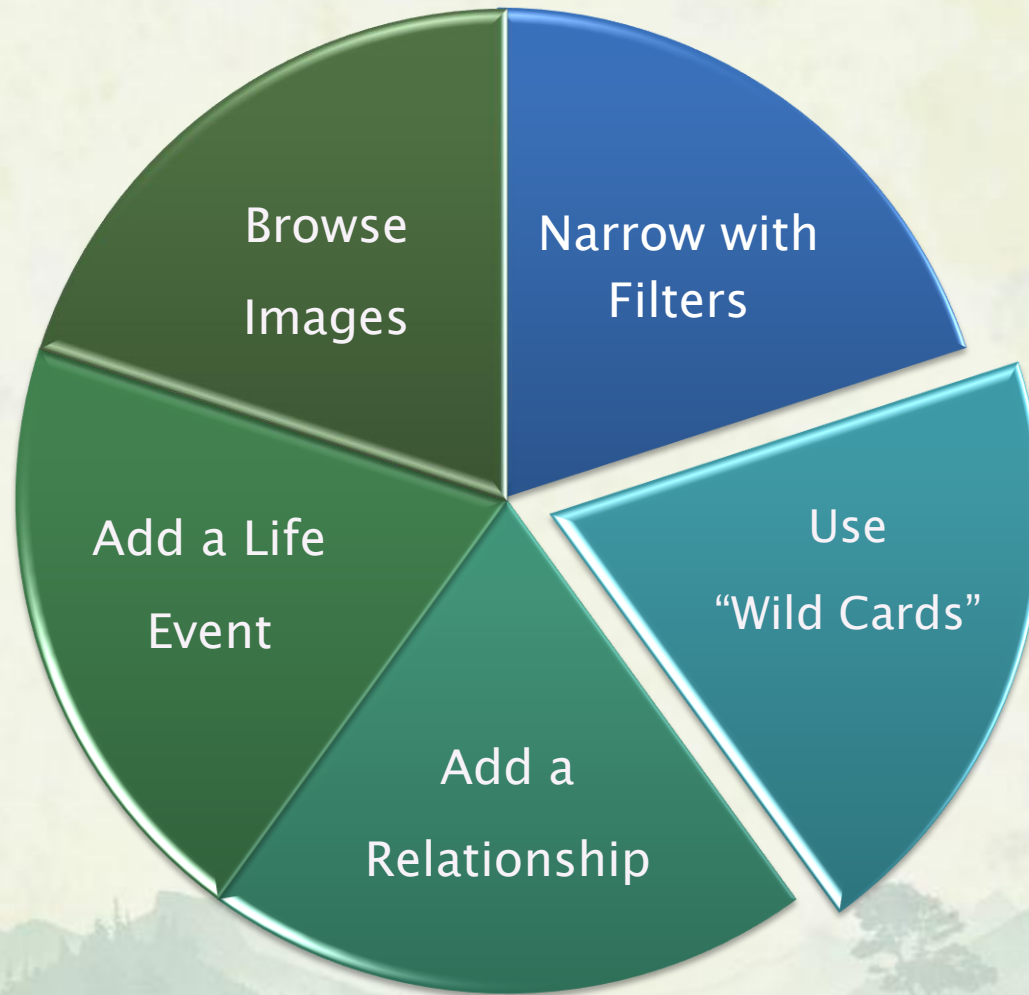 Browse
Images
Narrow with
Filters
Use
“Wild Cards”
Add a Life
Event
Add a
Relationship